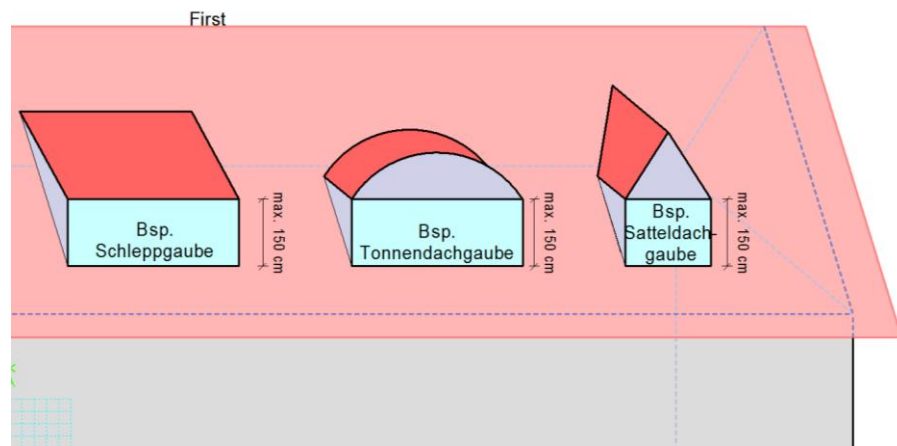 First
Bsp.
Schleppgaube
max. 150 cm
Bsp.
Tonnendachgaube
max. 150 cm
Bsp.
Satteldach-
gaube
max. 150 cm